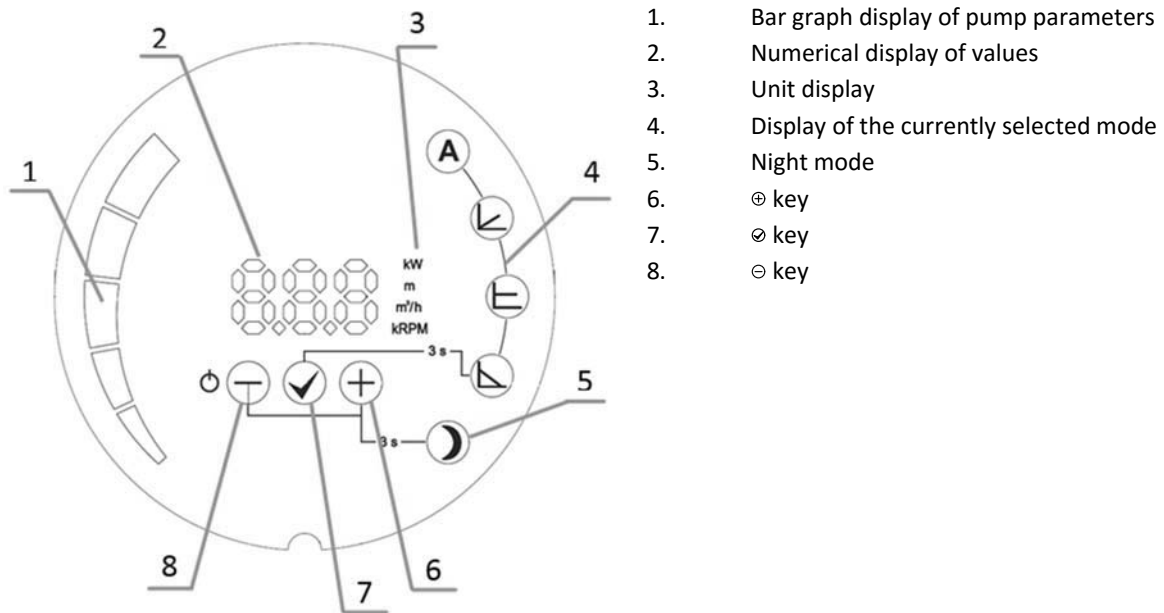 2
3
1
A
4
kW
m
m³/h
kRPM
3 s
5
3 s
8
7
6
1. Bar graph display of pump parameters
2. Numerical display of values
3. Unit display
4. Display of the currently selected mode
5. Night mode
6. ⊕ key
7. ✓ key
8. ⊖ key